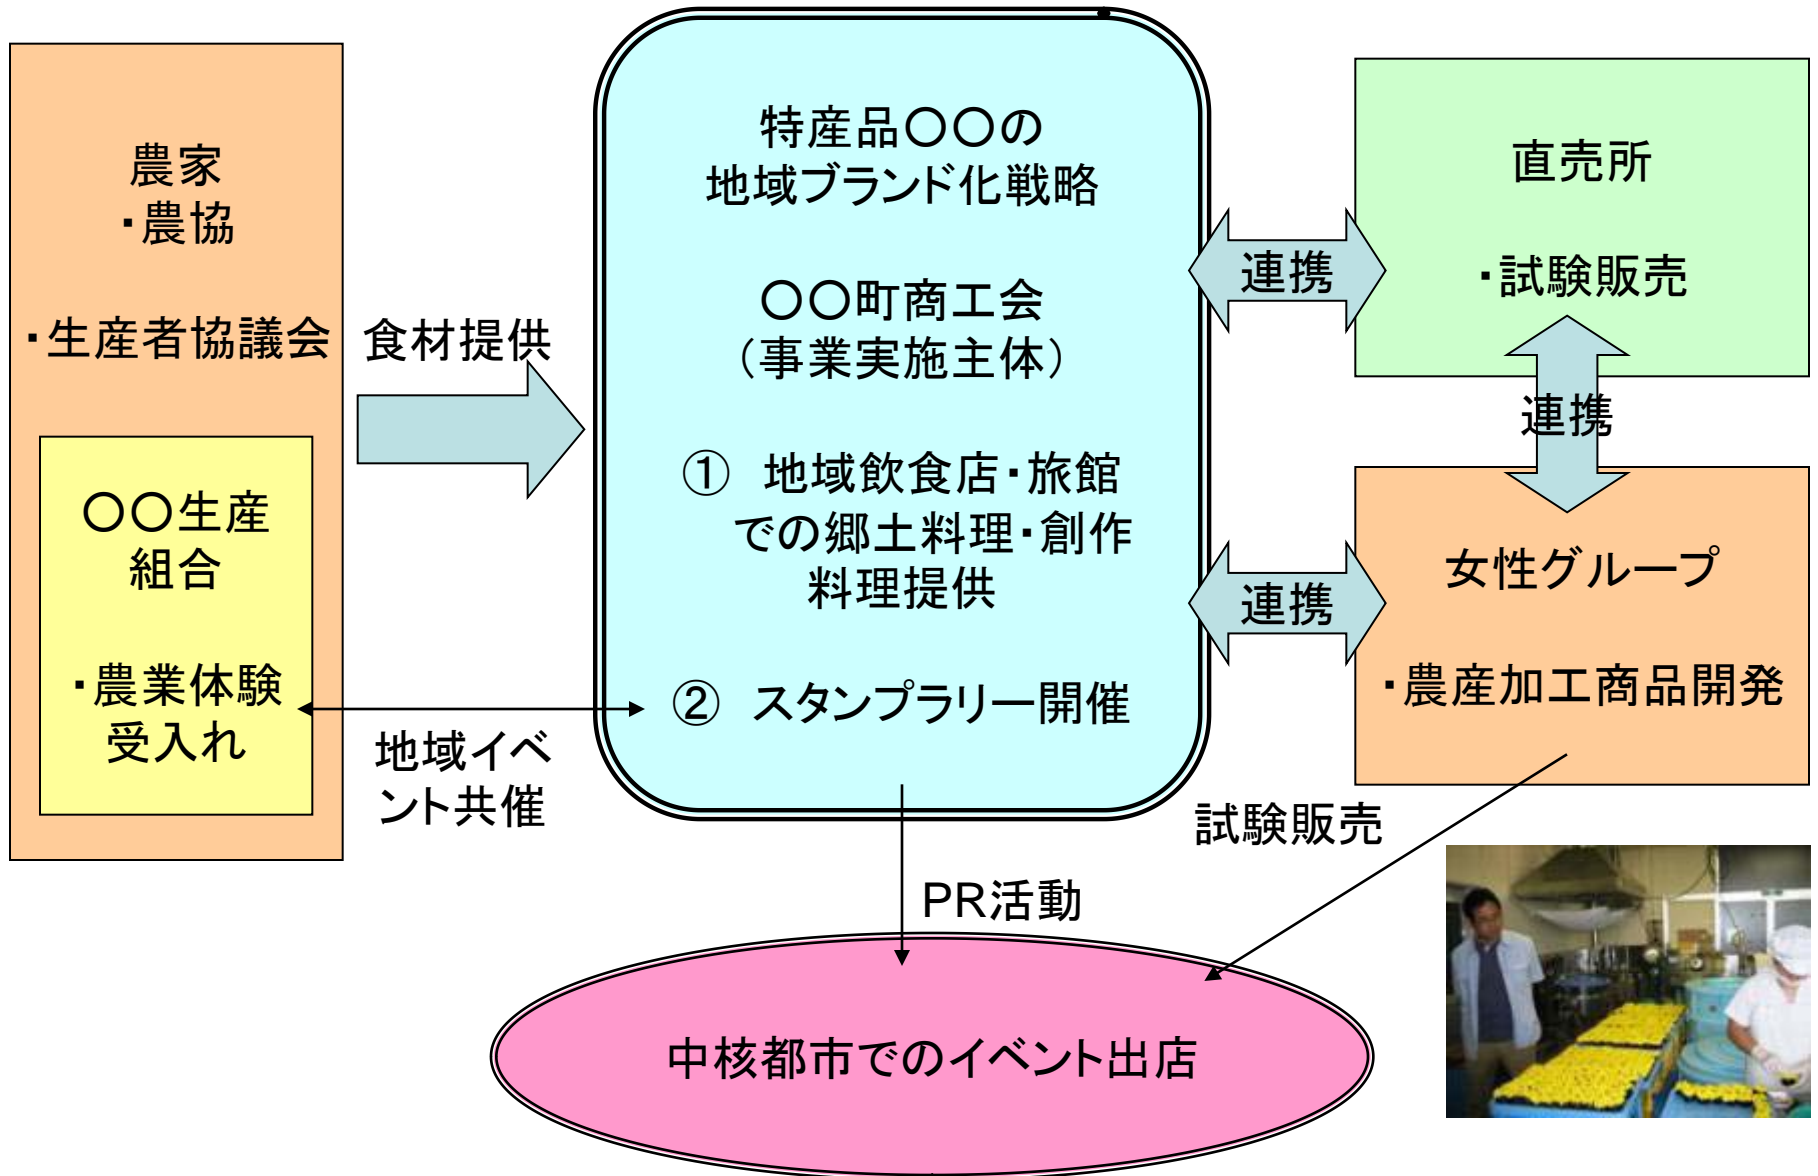 農家
・農協
・生産者協議会
〇〇生産
組合
・農業体験
受入れ
食材提供
地域イベ
ント共催
特産品〇〇の
地域ブランド化戦略
〇〇町商工会
（事業実施主体）
① 地域飲食店・旅館
での郷土料理・創作
料理提供
② スタンプラリー開催
連携
連携
直売所
・試験販売
連携
女性グループ
・農産加工商品開発
試験販売
PR活動
中核都市でのイベント出店